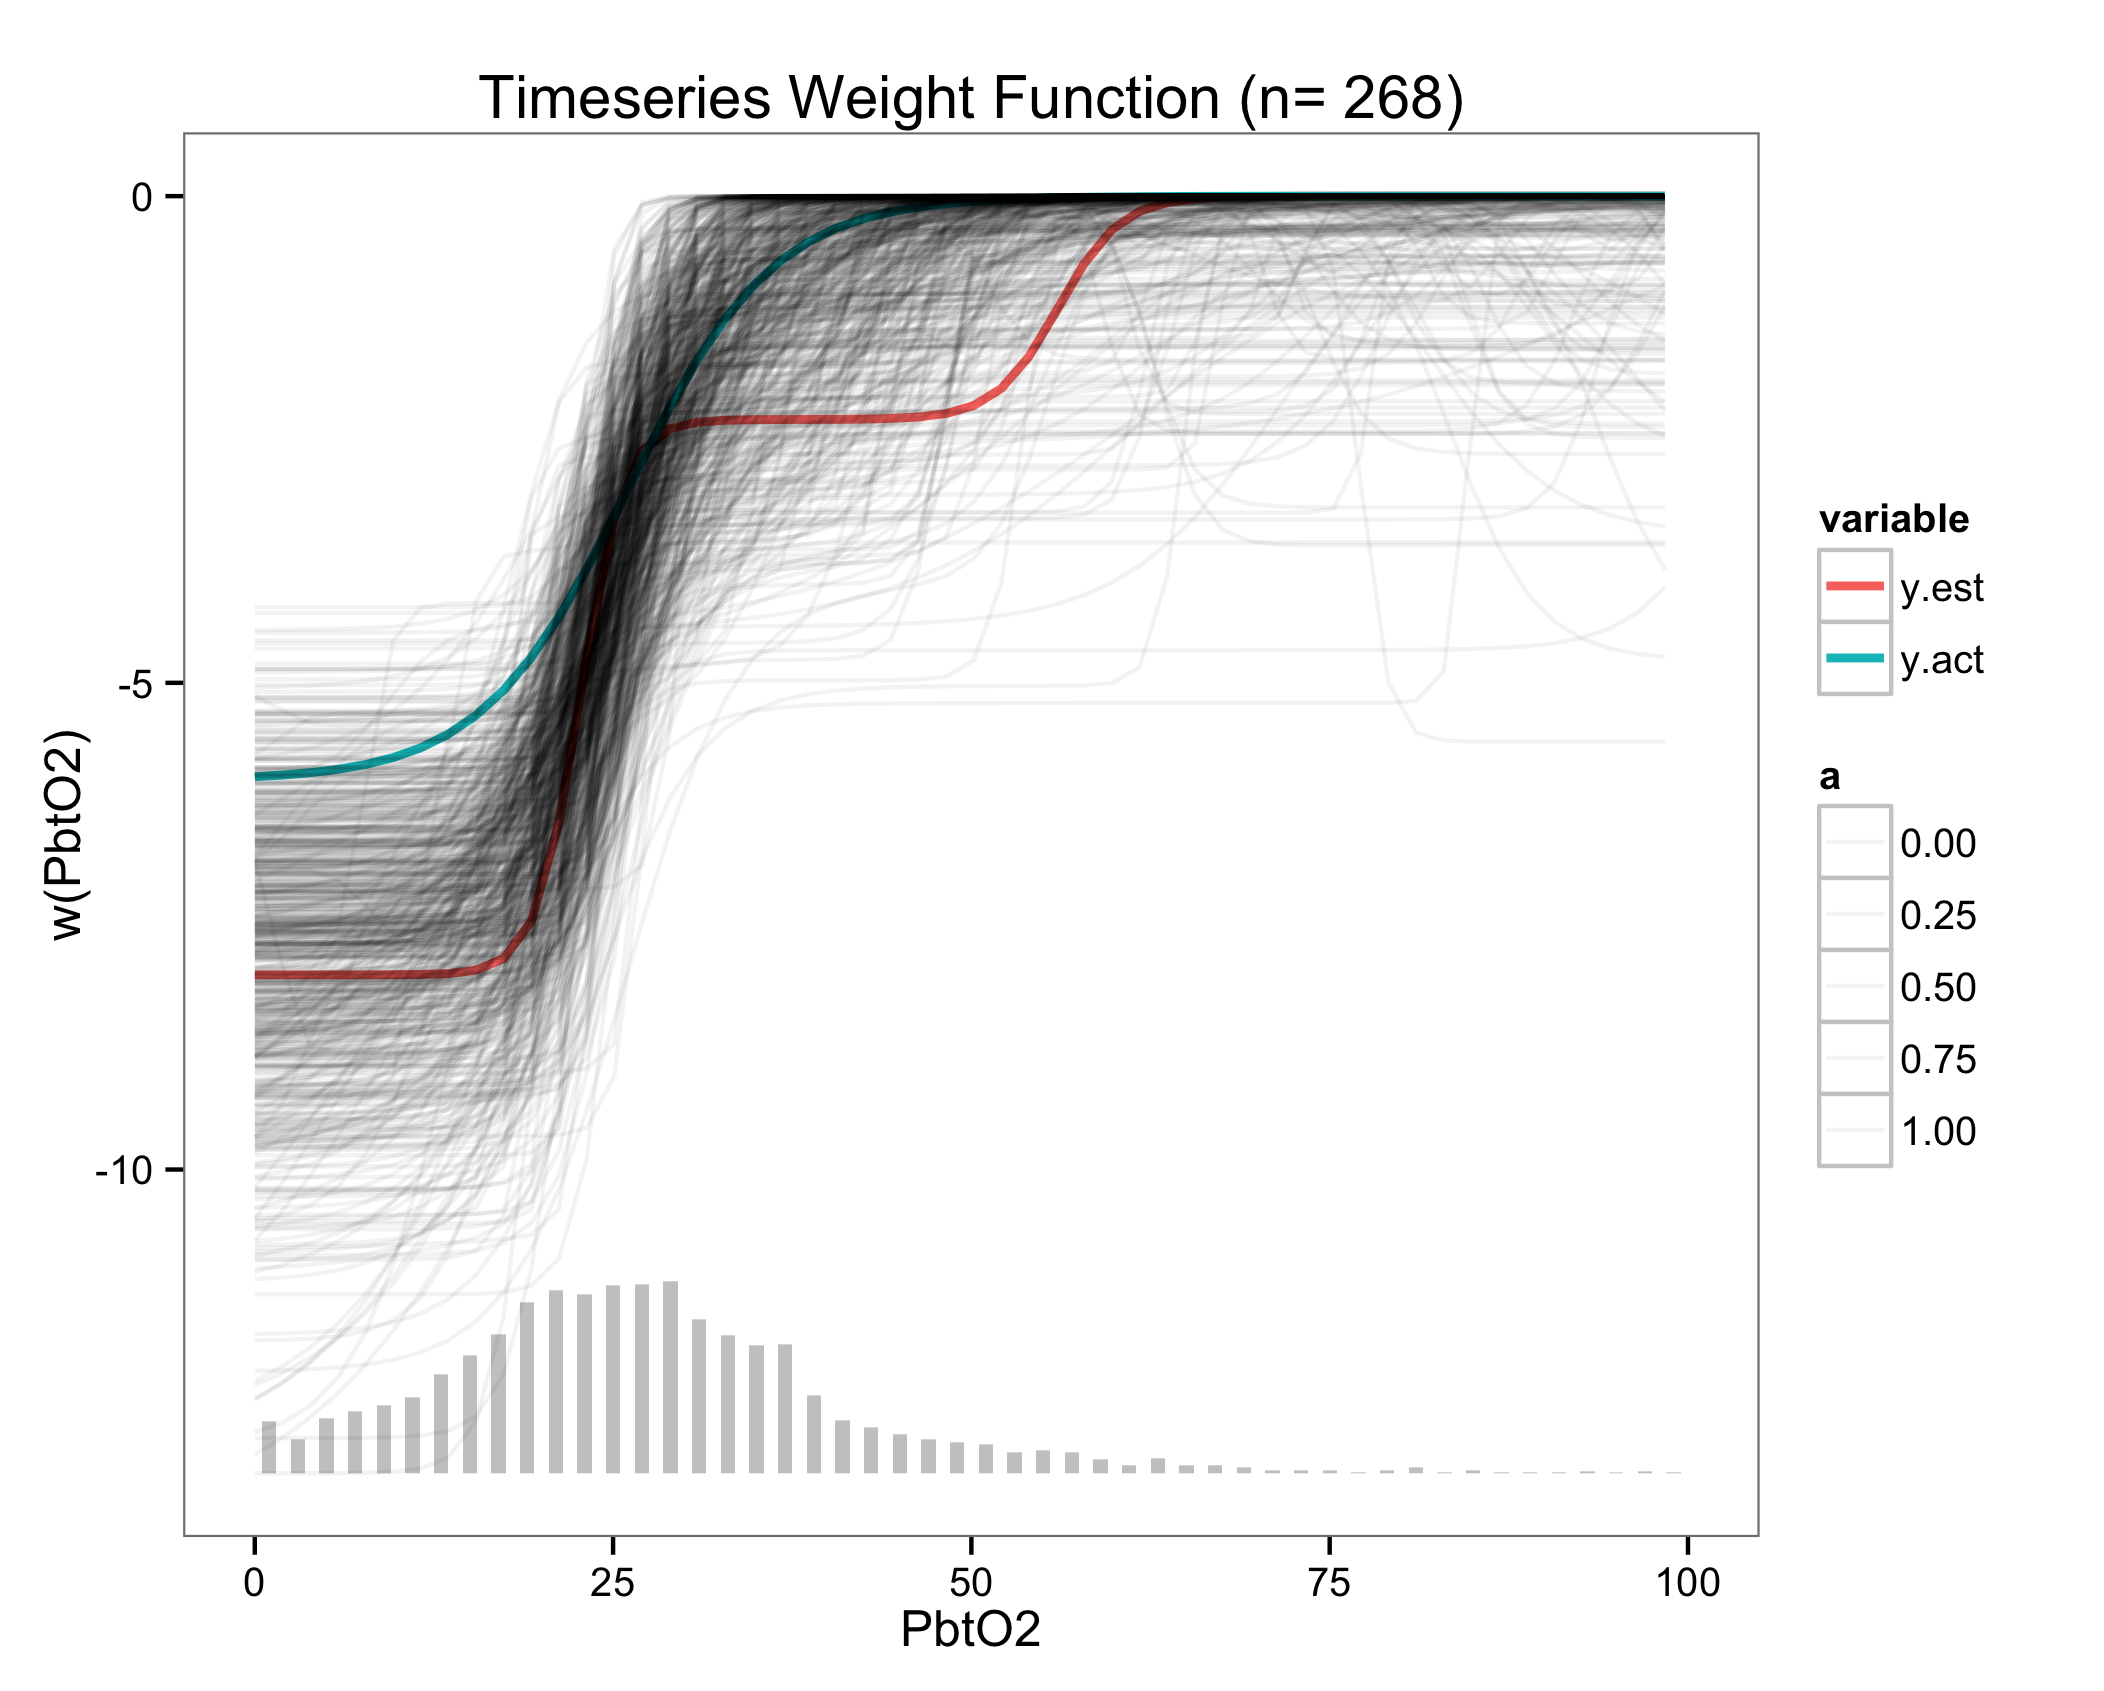 Timeseries Weight Function (n= 268)
0
-5
-10
w(PbtO2)
0
25
50
75
100
PbtO2
variable
y.est
y.act
a
0.00
0.25
0.50
0.75
1.00